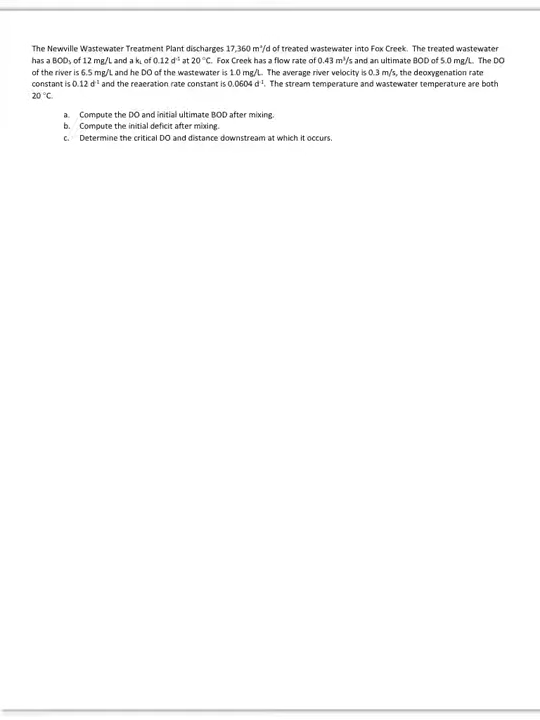 The Newville Wastewater Treatment Plant discharges 17,360 m³/d of treated wastewater into Fox Creek. The treated wastewater
has a BOD₅ of 12 mg/L and a kL of 0.12 d⁻¹ at 20 °C. Fox Creek has a flow rate of 0.43 m³/s and an ultimate BOD of 5.0 mg/L. The DO
of the river is 6.5 mg/L and he DO of the wastewater is 1.0 mg/L. The average river velocity is 0.3 m/s, the deoxygenation rate
constant is 0.12 d⁻¹ and the reaeration rate constant is 0.0604 d⁻¹. The stream temperature and wastewater temperature are both
20 °C.
a. Compute the DO and initial ultimate BOD after mixing.
b. Compute the initial deficit after mixing.
c. Determine the critical DO and distance downstream at which it occurs.